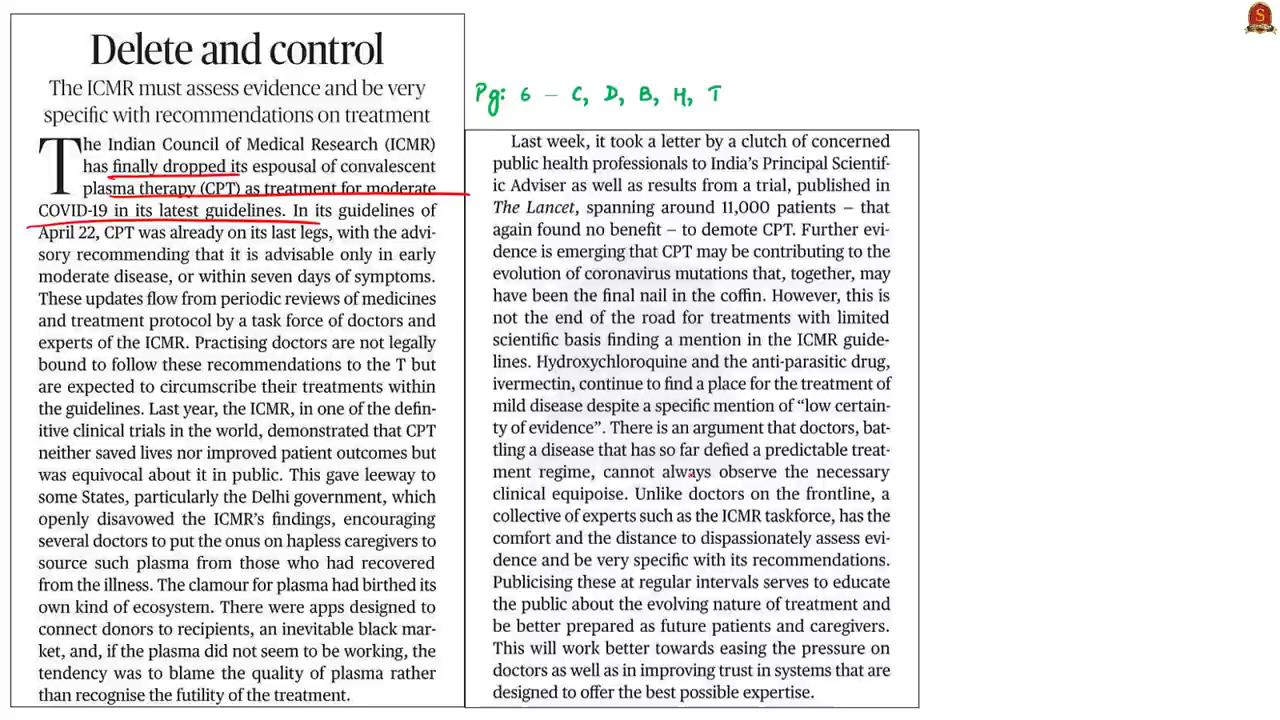 Delete and control
The ICMR must assess evidence and be very
specific with recommendations on treatment
The Indian Council of Medical Research (ICMR)
has finally dropped its espousal of convalescent
plasma therapy (CPT) as treatment for moderate
COVID-19 in its latest guidelines. In its guidelines of
April 22, CPT was already on its last legs, with the advi-
sory recommending that it is advisable only in early
moderate disease, or within seven days of symptoms.
These updates flow from periodic reviews of medicines
and treatment protocol by a task force of doctors and
experts of the ICMR. Practising doctors are not legally
bound to follow these recommendations to the T but
are expected to circumscribe their treatments within
the guidelines. Last year, the ICMR, in one of the defin-
itive clinical trials in the world, demonstrated that CPT
neither saved lives nor improved patient outcomes but
was equivocal about it in public. This gave leeway to
some States, particularly the Delhi government, which
openly disavowed the ICMR's findings, encouraging
several doctors to put the onus on hapless caregivers to
source such plasma from those who had recovered
from the illness. The clamour for plasma had birthed its
own kind of ecosystem. There were apps designed to
connect donors to recipients, an inevitable black mar-
ket, and, if the plasma did not seem to be working, the
tendency was to blame the quality of plasma rather
than recognise the futility of the treatment.
Pg: 6 – C, D, B, H, T
Last week, it took a letter by a clutch of concerned
public health professionals to India's Principal Scientif-
ic Adviser as well as results from a trial, published in
The Lancet, spanning around 11,000 patients – that
again found no benefit – to demote CPT. Further evi-
dence is emerging that CPT may be contributing to the
evolution of coronavirus mutations that, together, may
have been the final nail in the coffin. However, this is
not the end of the road for treatments with limited
scientific basis finding a mention in the ICMR guide-
lines. Hydroxychloroquine and the anti-parasitic drug,
ivermectin, continue to find a place for the treatment of
mild disease despite a specific mention of "low certain-
ty of evidence". There is an argument that doctors, bat-
tling a disease that has so far defied a predictable treat-
ment regime, cannot always observe the necessary
clinical equipoise. Unlike doctors on the frontline, a
collective of experts such as the ICMR taskforce, has the
comfort and the distance to dispassionately assess evi-
dence and be very specific with its recommendations.
Publicising these at regular intervals serves to educate
the public about the evolving nature of treatment and
be better prepared as future patients and caregivers.
This will work better towards easing the pressure on
doctors as well as in improving trust in systems that are
designed to offer the best possible expertise.